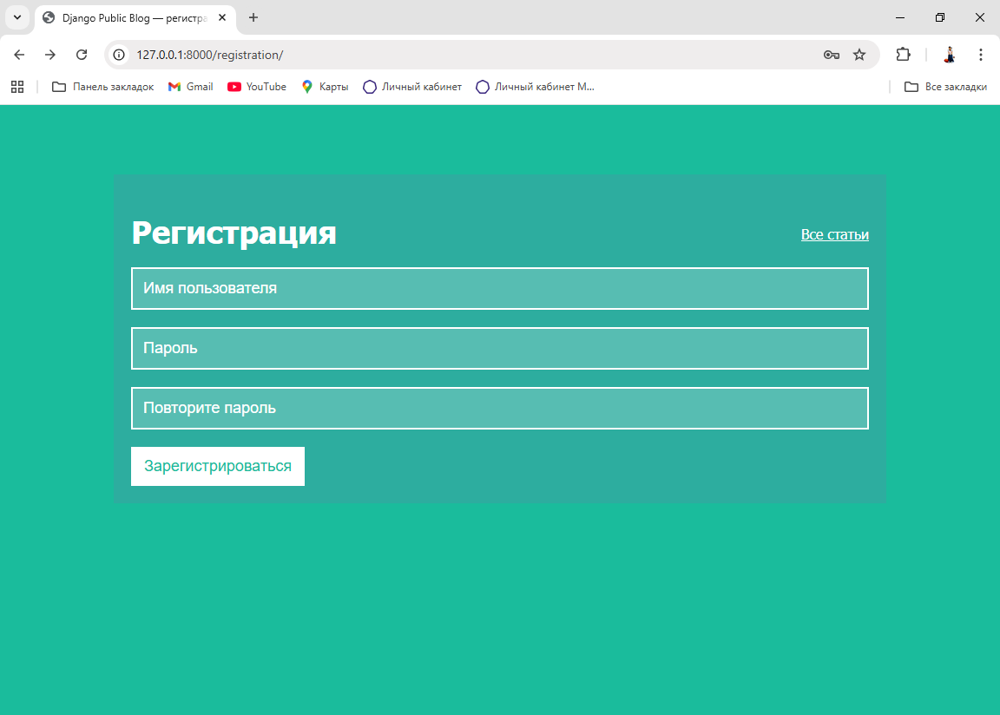 Django Public Blog — регистра
127.0.0.1:8000/registration/
Панель закладок Gmail YouTube Карты Личный кабинет Личный кабинет М... Все закладки
Регистрация
Все статьи
Имя пользователя
Пароль
Повторите пароль
Зарегистрироваться